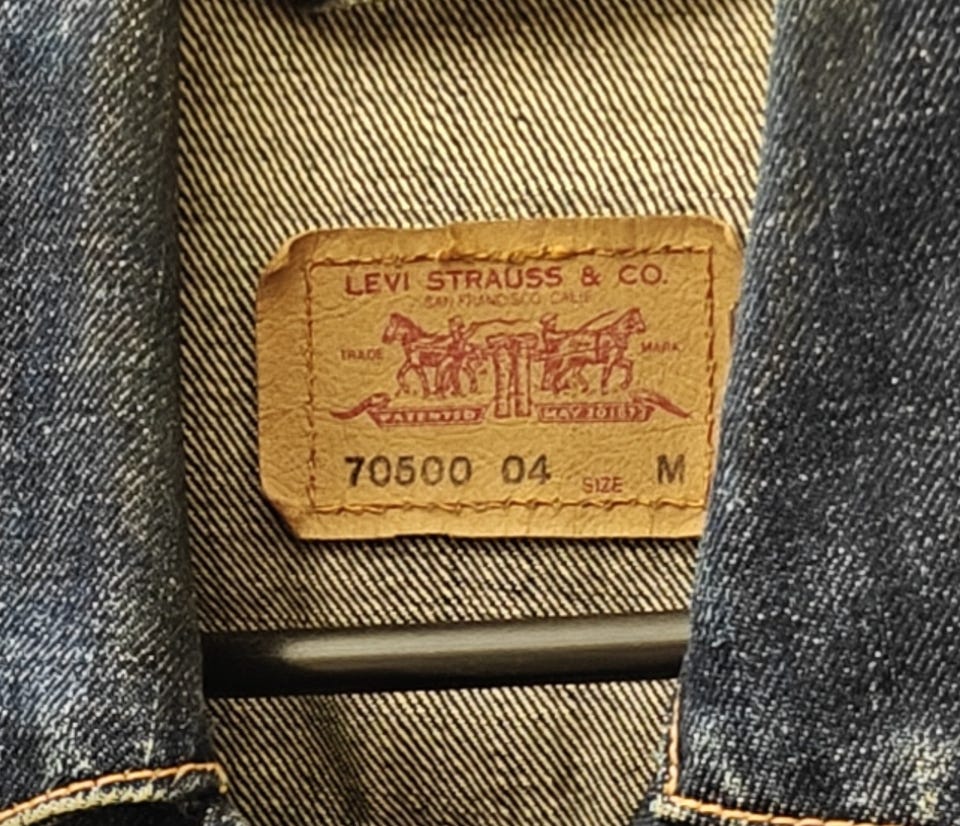 LEVI STRAUSS & CO.
SAN FRANCISCO CALIF
TRADE MARK
PATENTED MAY 20 1873
70500 04 SIZE M